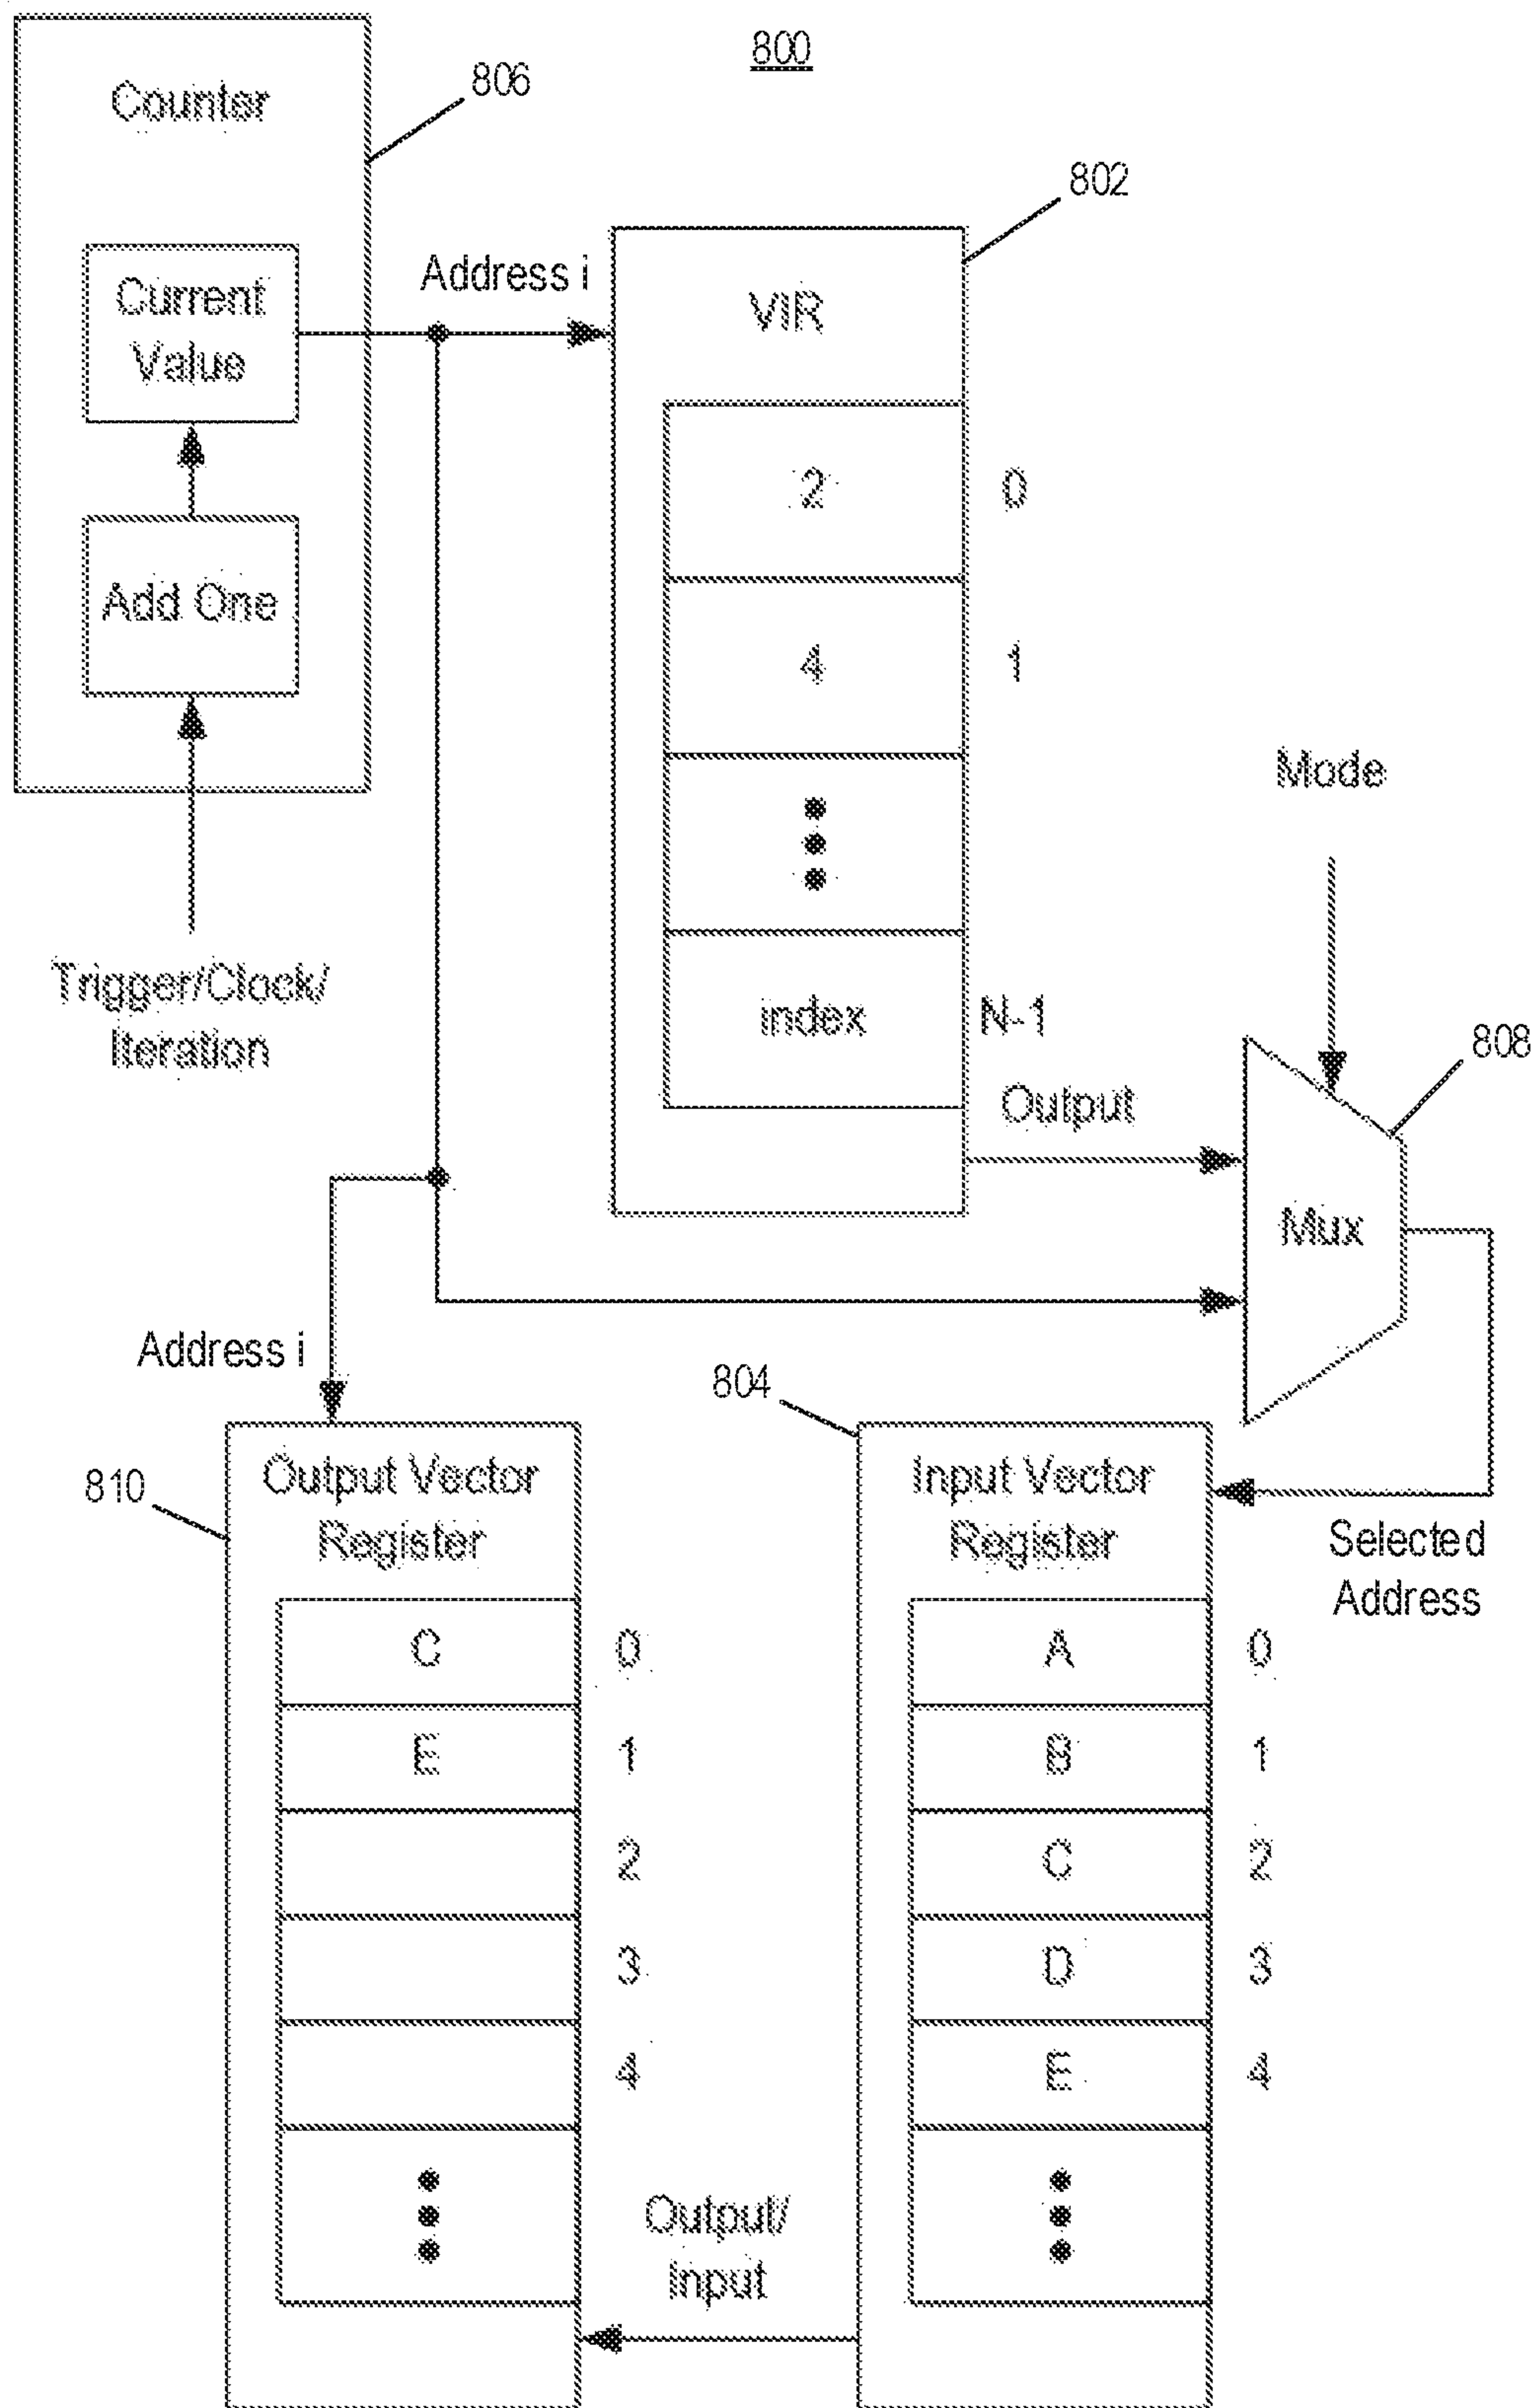 800
Counter
806
Current
Value
Add One
Trigger/Clock/
Iteration
Address i
802
VIR
2
0
4
1
index
N-1
Output
Mode
808
Mux
Selected
Address
Address i
810
Output Vector
Register
C
0
E
1
2
3
4
804
Input Vector
Register
A
0
B
1
C
2
D
3
E
4
Output/
Input